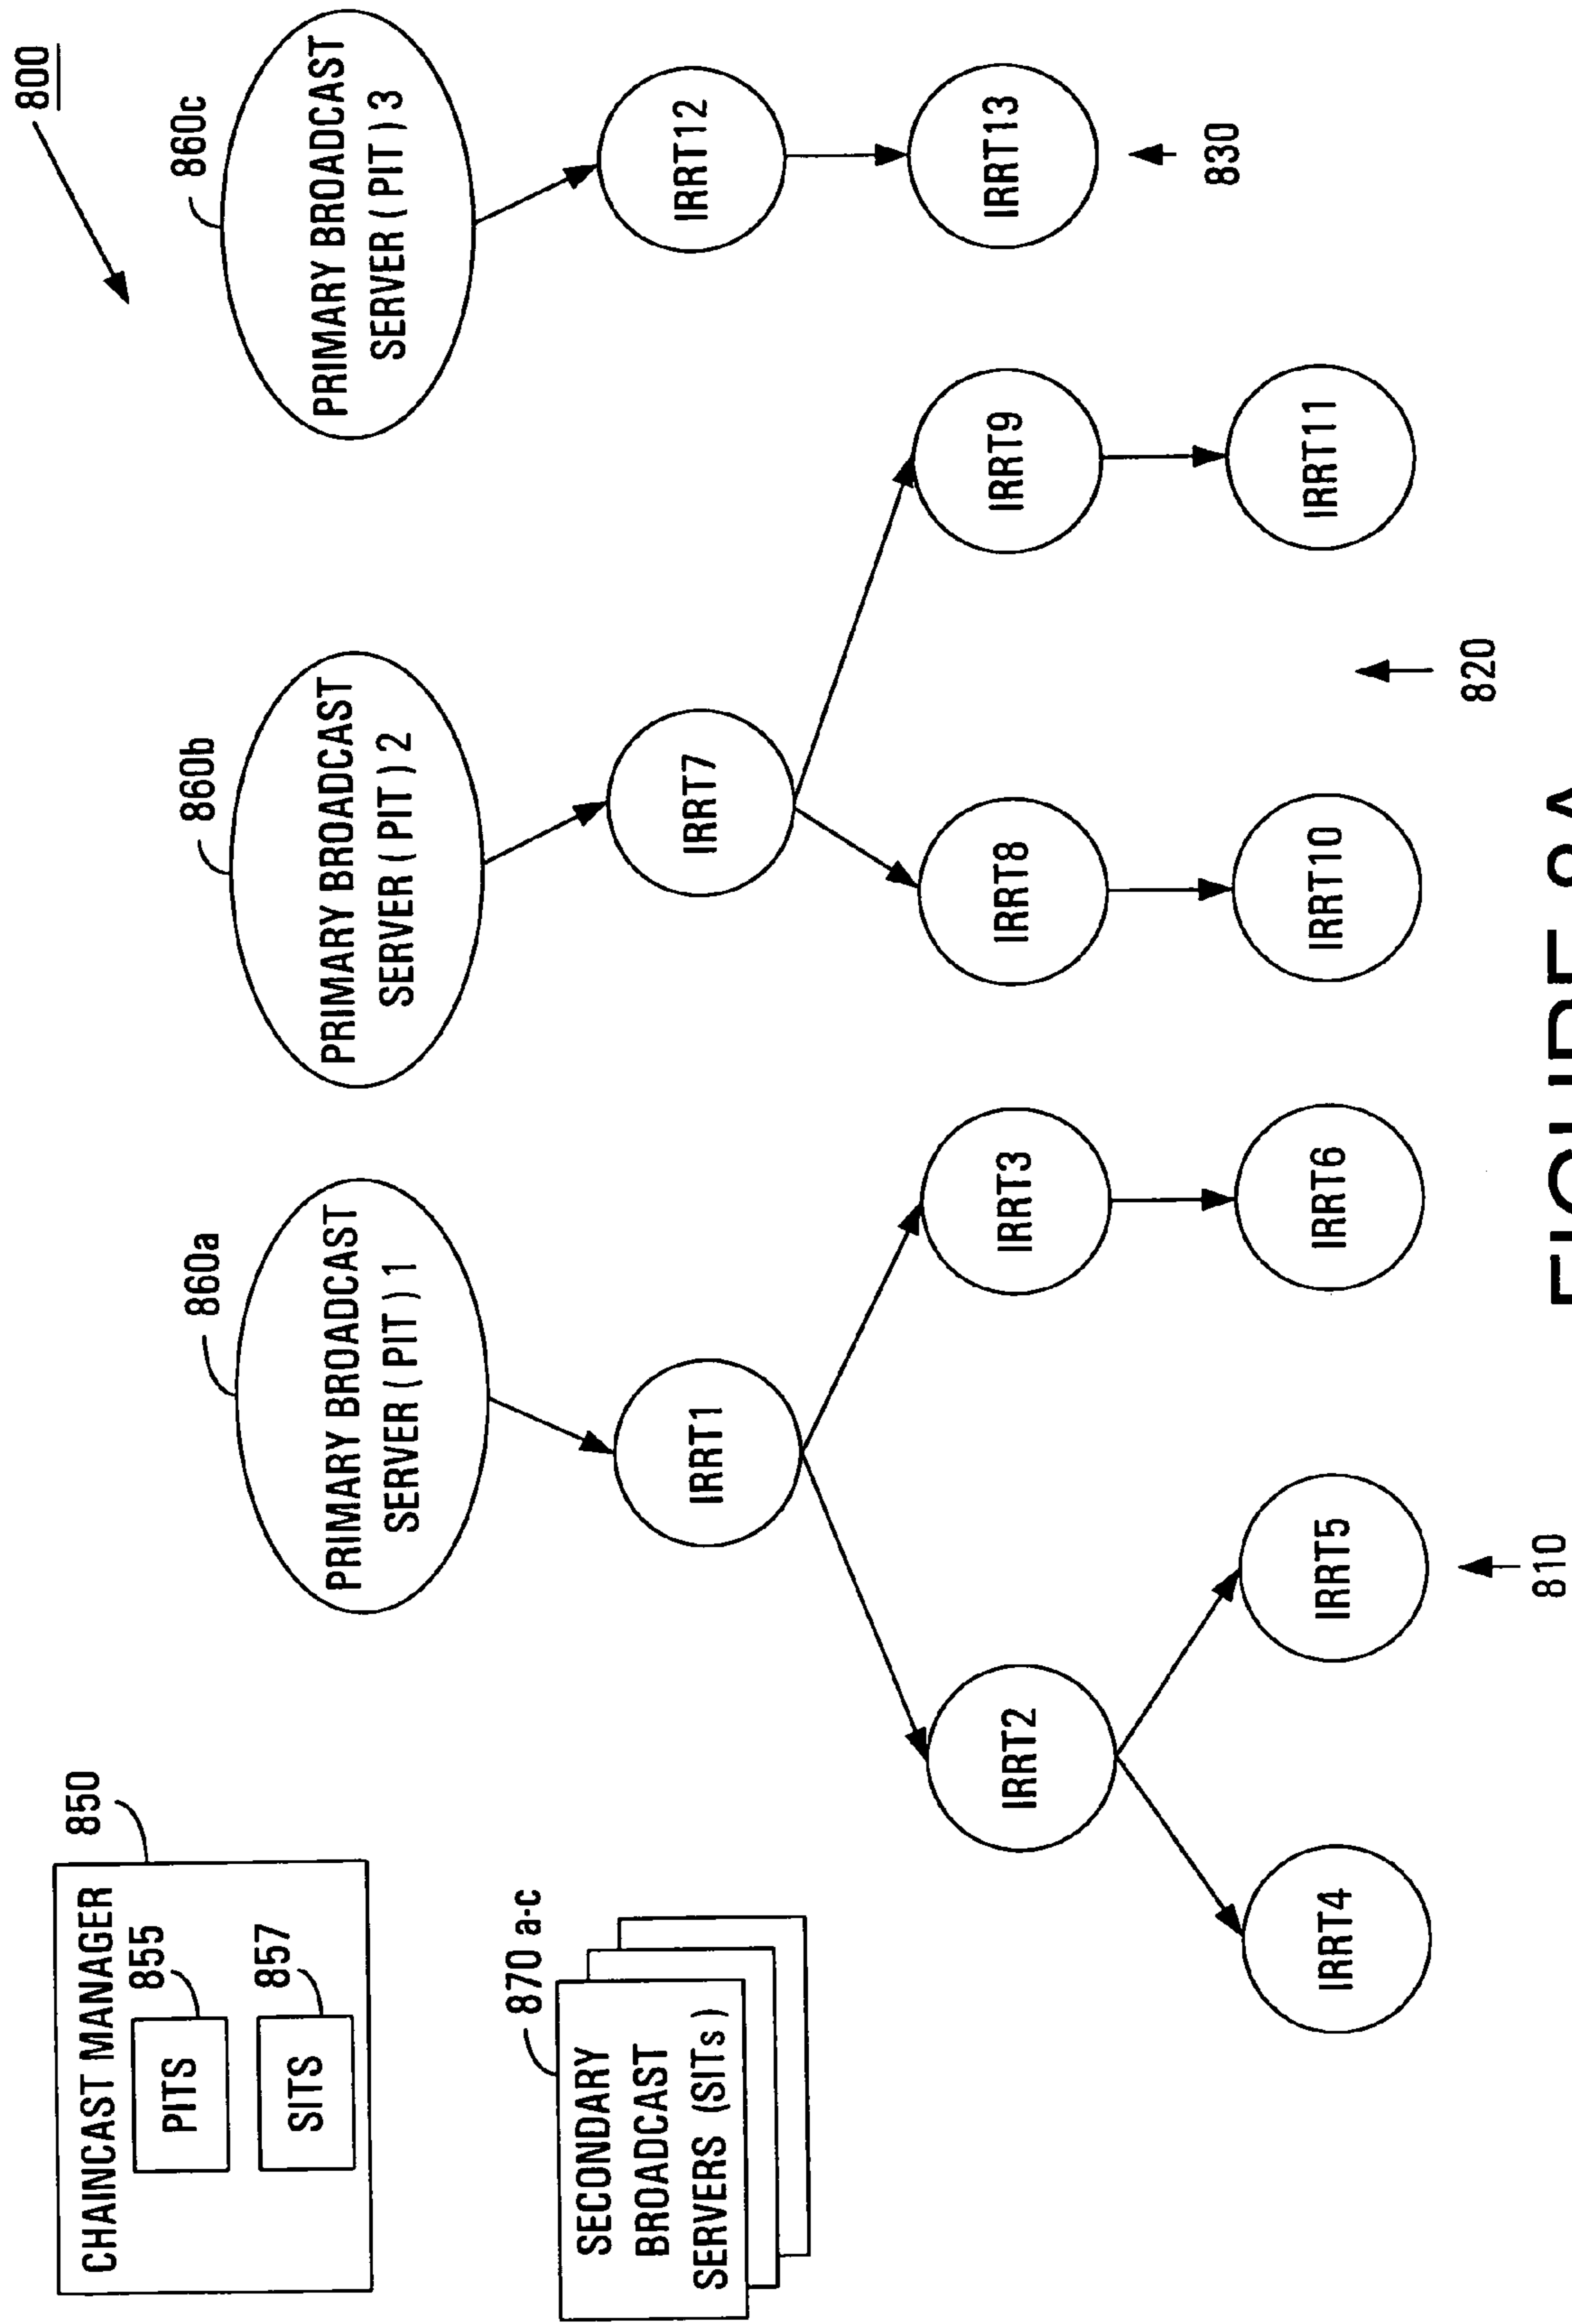 800
CHAINCAST MANAGER
850
PITS
855
SITS
857
860a
PRIMARY BROADCAST
SERVER (PIT) 1
860b
PRIMARY BROADCAST
SERVER (PIT) 2
860c
PRIMARY BROADCAST
SERVER (PIT) 3
870 a-c
SECONDARY
BROADCAST
SERVERS (SITs)
IRRT1
IRRT7
IRRT12
IRRT2
IRRT3
IRRT8
IRRT9
IRRT13
IRRT4
IRRT5
IRRT6
IRRT10
IRRT11
830
820
810
FIGURE 8A